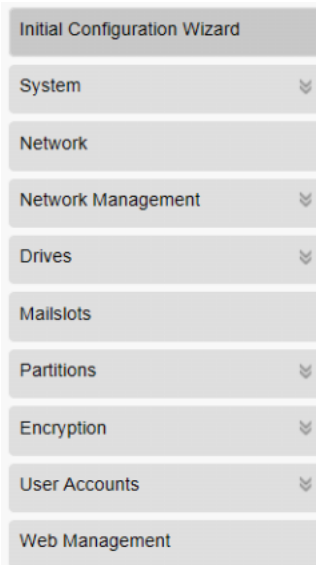 Initial Configuration Wizard
System
Network
Network Management
Drives
Mailslots
Partitions
Encryption
User Accounts
Web Management